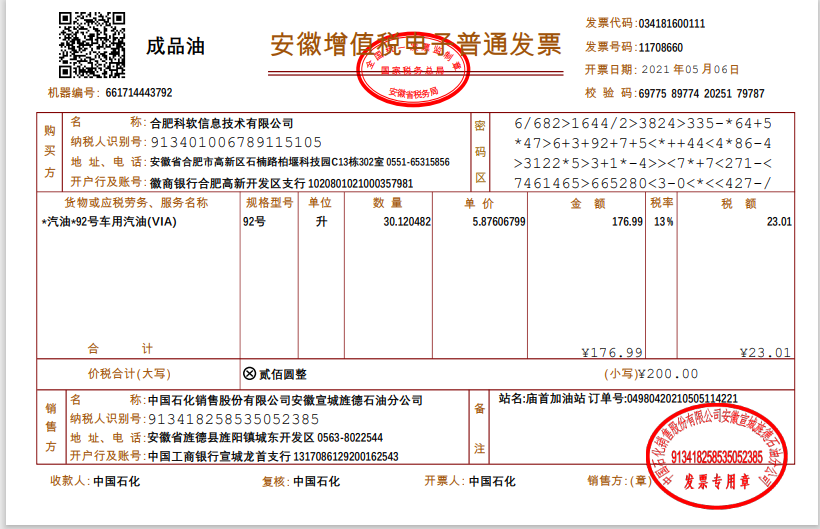 成品油
安徽增值税电子普通发票
全国统一发票监制章
国家税务总局
安徽省税务局
发票代码:034181600111
发票号码:11708660
开票日期: 2021年05月06日
校 验 码:69775 89774 20251 79787
机器编号: 661714443792
购买方
名 称:合肥科软信息技术有限公司
纳税人识别号:913401006789115105
地 址、电 话:安徽省合肥市高新区石楠路柏堰科技园C13栋302室 0551-65315856
开户行及账号:徽商银行合肥高新开发区支行 1020801021000357981
密码区
6/682>1644/2>3824>335-*64+5
*47>6+3+92+7+5<*++44<4*86-4
>3122*5>3+1*-4>><7*+7<271-<
7461465>665280<3-0<*<<427-/
货物或应税劳务、服务名称 规格型号 单位 数 量 单 价 金 额 税率 税 额
*汽油*92号车用汽油(VIA) 92号 升 30.120482 5.87606799 176.99 13% 23.01
合 计 ¥176.99 ¥23.01
价税合计(大写) ⊗贰佰圆整 (小写)¥200.00
销售方
名 称:中国石化销售股份有限公司安徽宣城旌德石油分公司
纳税人识别号:913418258535052385
地 址、电 话:安徽省旌德县旌阳镇城东开发区 0563-8022544
开户行及账号:中国工商银行宣城龙首支行 1317086129200162543
备注
站名:庙首加油站 订单号:04980420210505114221
收款人: 中国石化 复核: 中国石化 开票人: 中国石化 销售方: (章)
中国石化销售股份有限公司安徽宣城旌德石油分公司
913418258535052385
发票专用章